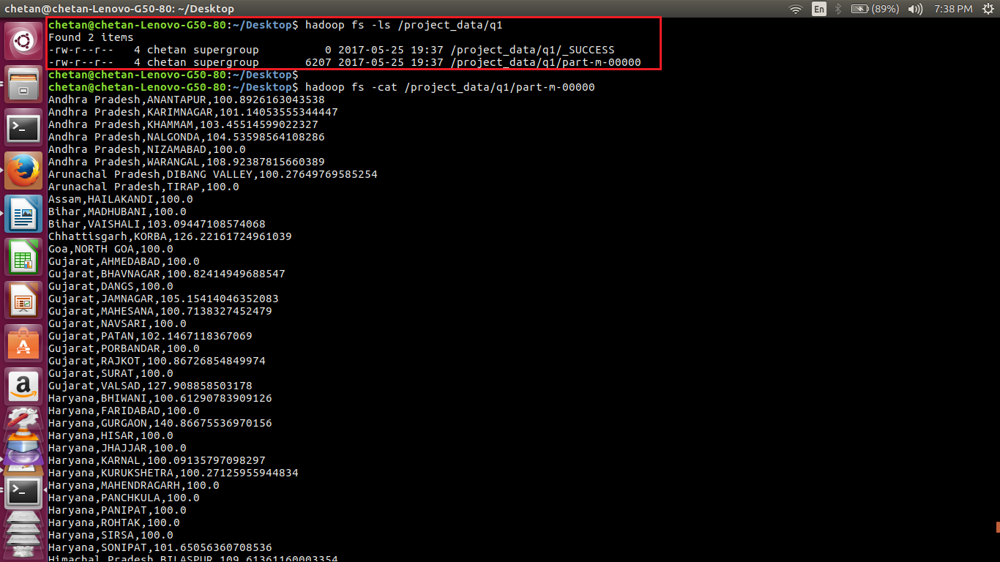 chetan@chetan-Lenovo-G50-80: ~/Desktop En (89%) 7:38 PM
chetan@chetan-Lenovo-G50-80:~/Desktop$ hadoop fs -ls /project_data/q1
Found 2 items
-rw-r--r--   4 chetan supergroup          0 2017-05-25 19:37 /project_data/q1/_SUCCESS
-rw-r--r--   4 chetan supergroup       6207 2017-05-25 19:37 /project_data/q1/part-m-00000
chetan@chetan-Lenovo-G50-80:~/Desktop$
chetan@chetan-Lenovo-G50-80:~/Desktop$ hadoop fs -cat /project_data/q1/part-m-00000
Andhra Pradesh,ANANTAPUR,100.8926163043538
Andhra Pradesh,KARIMNAGAR,101.14053555344447
Andhra Pradesh,KHAMMAM,103.45514599022327
Andhra Pradesh,NALGONDA,104.53598564108286
Andhra Pradesh,NIZAMABAD,100.0
Andhra Pradesh,WARANGAL,108.92387815660389
Arunachal Pradesh,DIBANG VALLEY,100.27649769585254
Arunachal Pradesh,TIRAP,100.0
Assam,HAILAKANDI,100.0
Bihar,MADHUBANI,100.0
Bihar,VAISHALI,103.09447108574068
Chhattisgarh,KORBA,126.22161724961039
Goa,NORTH GOA,100.0
Gujarat,AHMEDABAD,100.0
Gujarat,BHAVNAGAR,100.82414949688547
Gujarat,DANGS,100.0
Gujarat,JAMNAGAR,105.15414046352083
Gujarat,MAHESANA,100.7138327452479
Gujarat,NAVSARI,100.0
Gujarat,PATAN,102.1467118367069
Gujarat,PORBANDAR,100.0
Gujarat,RAJKOT,100.86726854849974
Gujarat,SURAT,100.0
Gujarat,VALSAD,127.908858503178
Haryana,BHIWANI,100.61290783909126
Haryana,FARIDABAD,100.0
Haryana,GURGAON,140.86675536970156
Haryana,HISAR,100.0
Haryana,JHAJJAR,100.0
Haryana,KARNAL,100.09135797098297
Haryana,KURUKSHETRA,100.27125955944834
Haryana,MAHENDRAGARH,100.0
Haryana,PANCHKULA,100.0
Haryana,PANIPAT,100.0
Haryana,ROHTAK,100.0
Haryana,SIRSA,100.0
Haryana,SONIPAT,101.65056360708536
Himachal Pradesh,BILASPUR,109.61361160003354